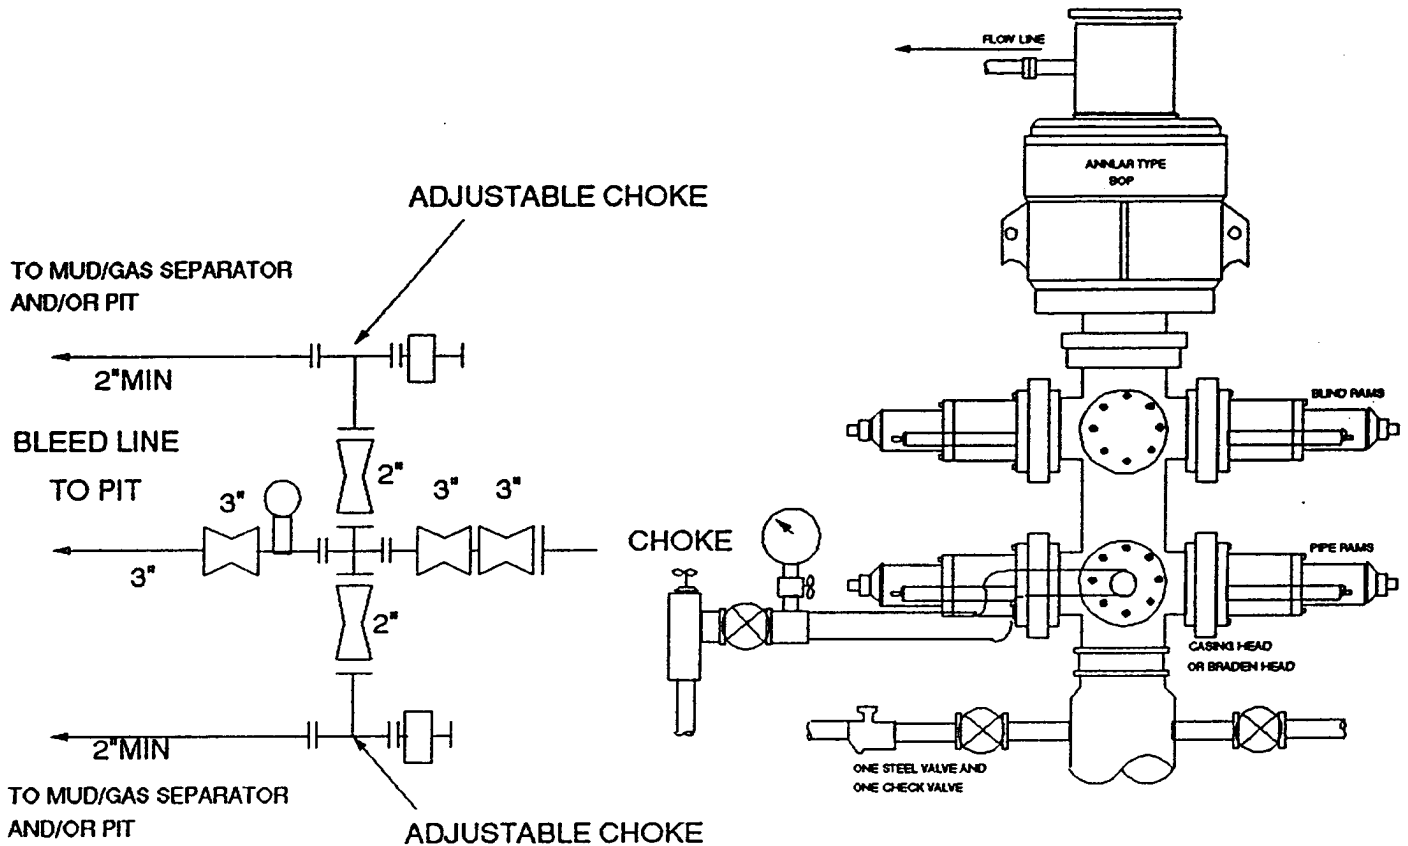 FLOW LINE
ANNLAR TYPE
BOP
ADJUSTABLE CHOKE
TO MUD/GAS SEPARATOR
AND/OR PIT
2"MIN
BLIND RAMS
BLEED LINE
TO PIT
2"
3"
3"
3"
3"
CHOKE
PIPE RAMS
2"
CASING HEAD
OR BRADEN HEAD
2"MIN
ONE STEEL VALVE AND
ONE CHECK VALVE
TO MUD/GAS SEPARATOR
AND/OR PIT
ADJUSTABLE CHOKE